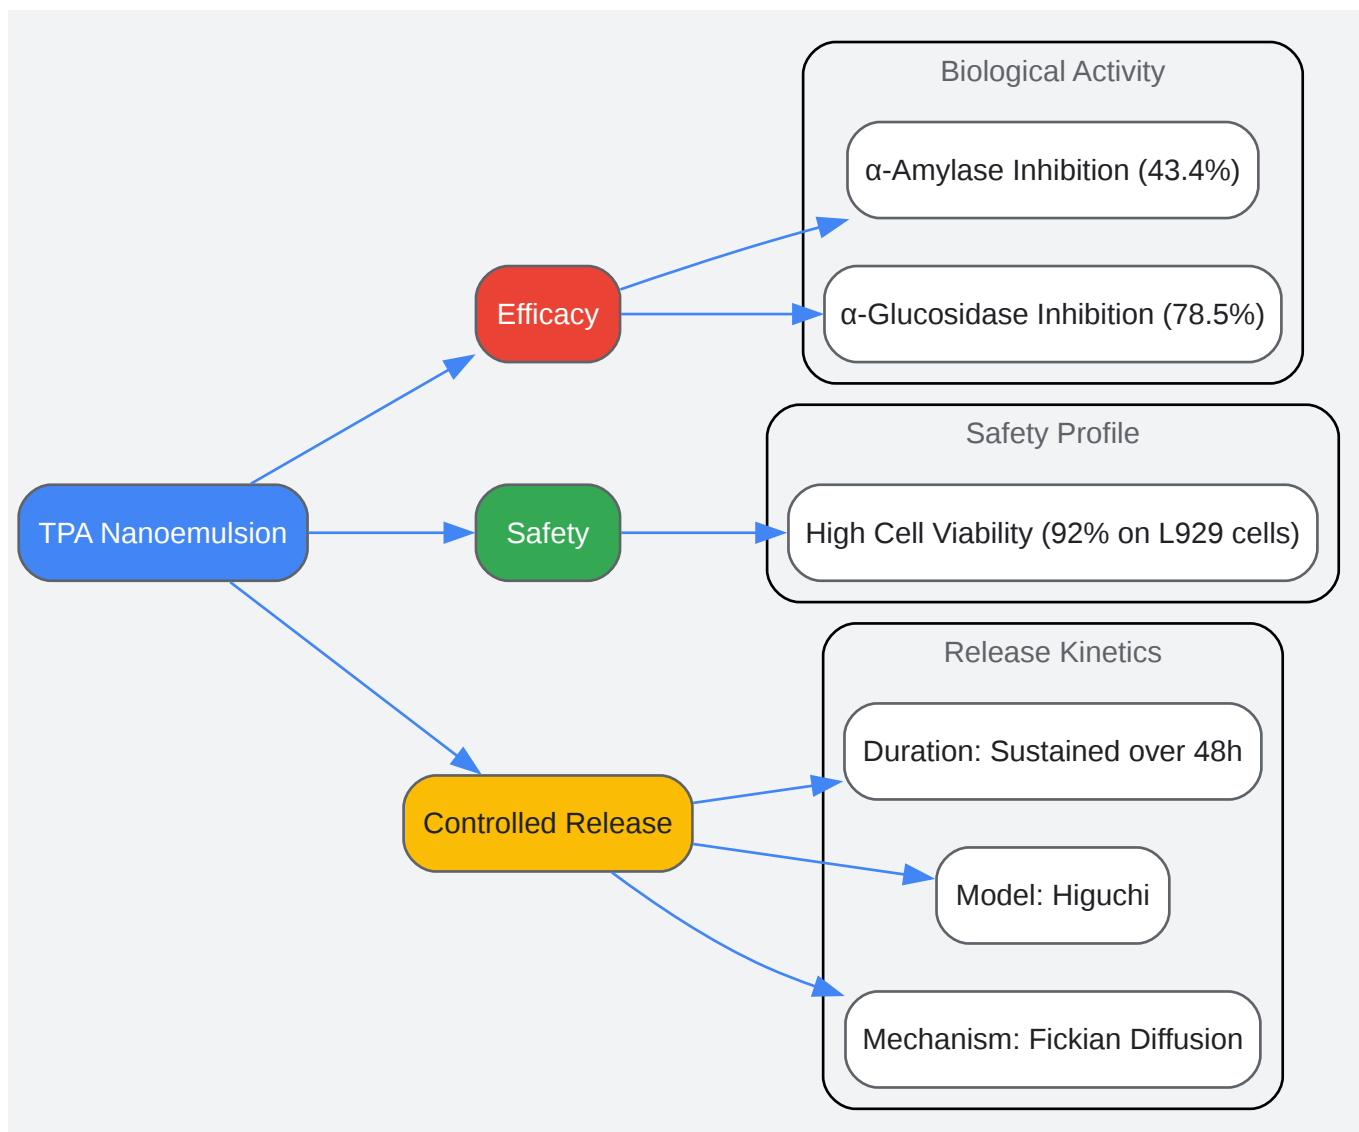 Biological Activity
α-Amylase Inhibition (43.4%)
Efficacy
α-Glucosidase Inhibition (78.5%)
Safety Profile
TPA Nanoemulsion
Safety
High Cell Viability (92% on L929 cells)
Release Kinetics
Duration: Sustained over 48h
Controlled Release
Model: Higuchi
Mechanism: Fickian Diffusion